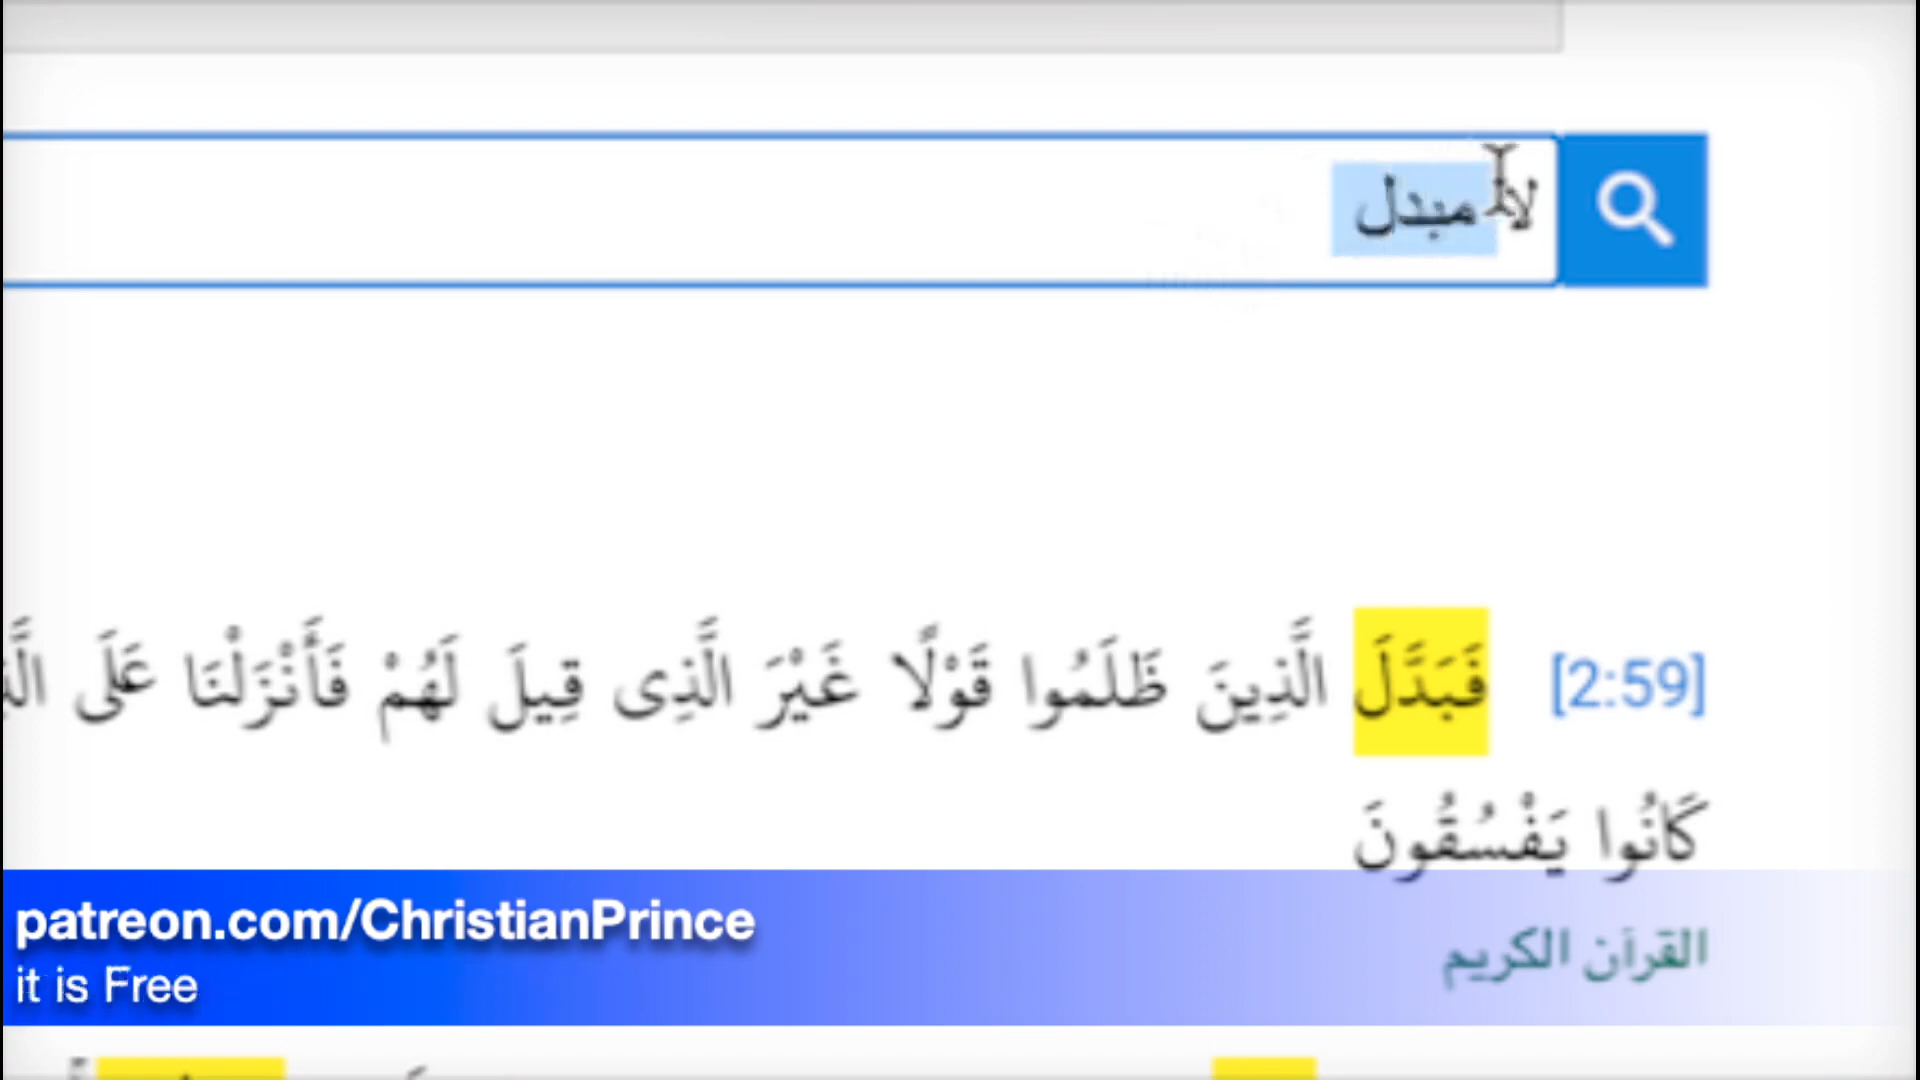 لا مبدل
[2:59] فَبَدَّلَ الَّذِينَ ظَلَمُوا قَوْلًا غَيْرَ الَّذِى قِيلَ لَهُمْ فَأَنْزَلْنَا عَلَى
كَانُوا يَفْسُقُونَ
القرآن الكريم
patreon.com/ChristianPrince
it is Free